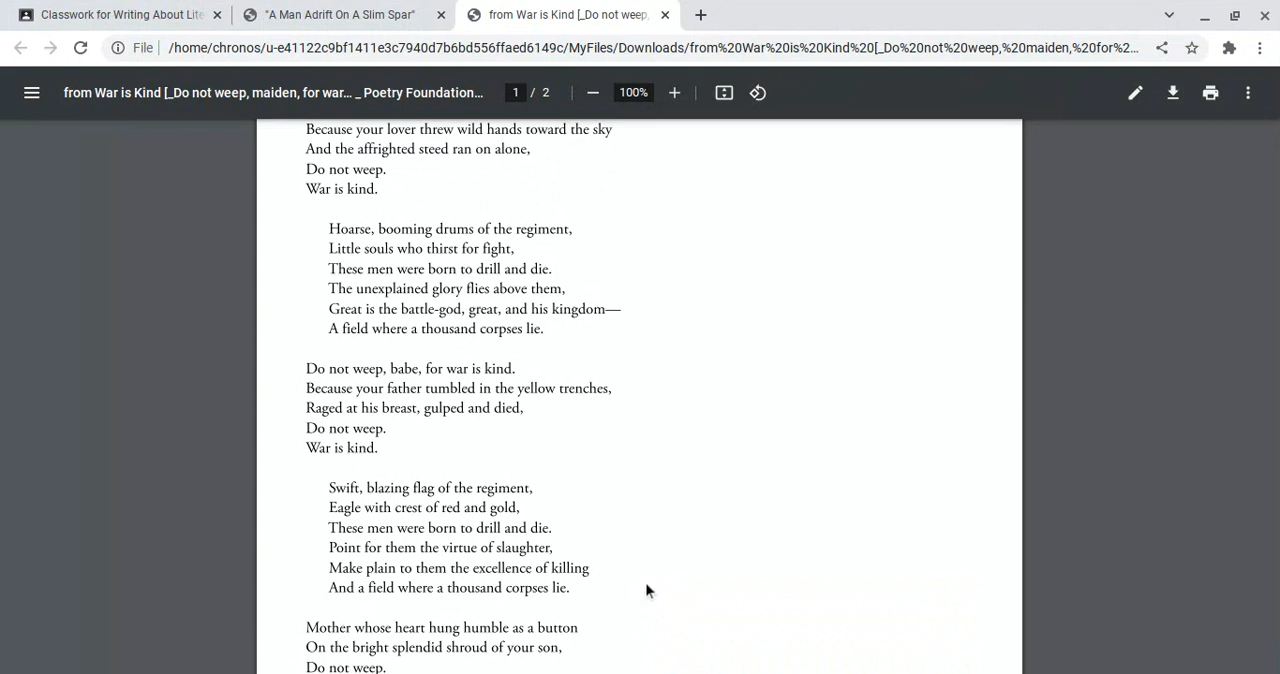 Classwork for Writing About Lite
"A Man Adrift On A Slim Spar"
from War is Kind [_Do not weep,
File
/home/chronos/u-e41122c9bf1411e3c7940d7b6bd556ffaed6149c/MyFiles/Downloads/from%20War%20is%20Kind%20[_Do%20not%20weep,%20maiden,%20for%2...
from War is Kind [_Do not weep, maiden, for war... _ Poetry Foundation...
1 / 2
100%
Because your lover threw wild hands toward the sky
And the affrighted steed ran on alone,
Do not weep.
War is kind.
Hoarse, booming drums of the regiment,
Little souls who thirst for fight,
These men were born to drill and die.
The unexplained glory flies above them,
Great is the battle-god, great, and his kingdom—
A field where a thousand corpses lie.
Do not weep, babe, for war is kind.
Because your father tumbled in the yellow trenches,
Raged at his breast, gulped and died,
Do not weep.
War is kind.
Swift, blazing flag of the regiment,
Eagle with crest of red and gold,
These men were born to drill and die.
Point for them the virtue of slaughter,
Make plain to them the excellence of killing
And a field where a thousand corpses lie.
Mother whose heart hung humble as a button
On the bright splendid shroud of your son,
Do not weep.